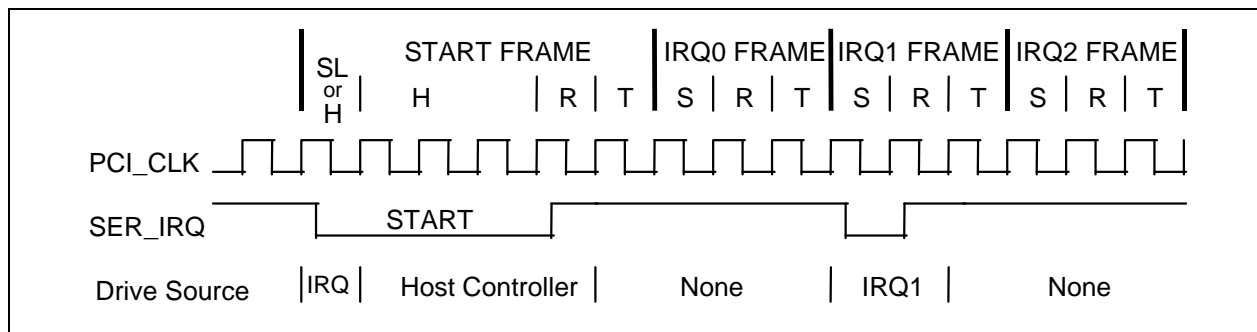 START FRAME IRQ0 FRAME IRQ1 FRAME IRQ2 FRAME
SL
or
H
H R T S R T S R T S R T
PCI_CLK
SER_IRQ START
Drive Source IRQ Host Controller None IRQ1 None